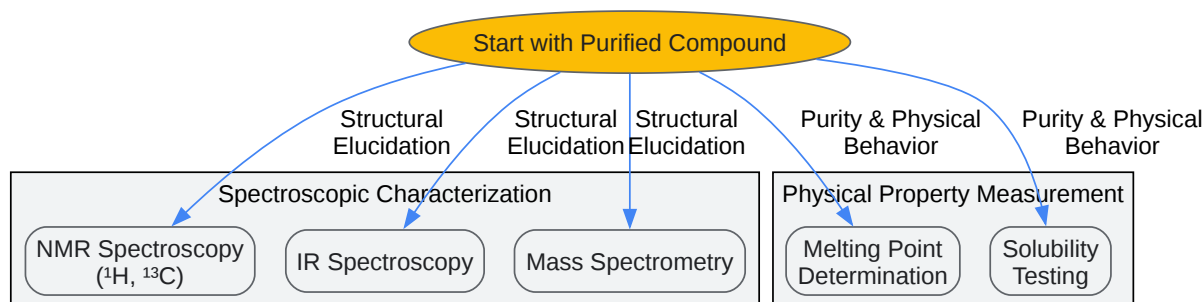 Start with Purified Compound
Structural
Elucidation
Structural
Elucidation
Structural
Elucidation
Purity & Physical
Behavior
Purity & Physical
Behavior
Spectroscopic Characterization
Physical Property Measurement
NMR Spectroscopy
(¹H, ¹³C)
IR Spectroscopy
Mass Spectrometry
Melting Point
Determination
Solubility
Testing